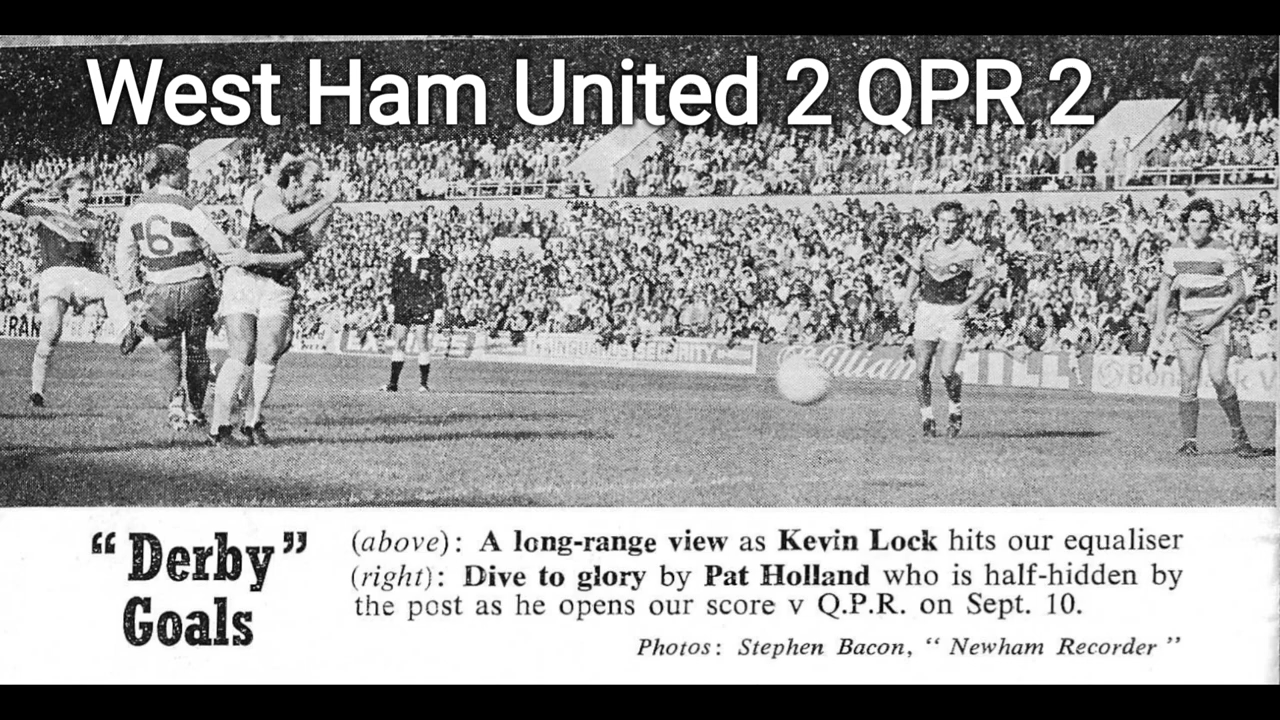 West Ham United 2 QPR 2
6
SECURITY
"Derby"
Goals
(above): A long-range view as Kevin Lock hits our equaliser
(right): Dive to glory by Pat Holland who is half-hidden by
the post as he opens our score v Q.P.R. on Sept. 10.
Photos: Stephen Bacon, "Newham Recorder"